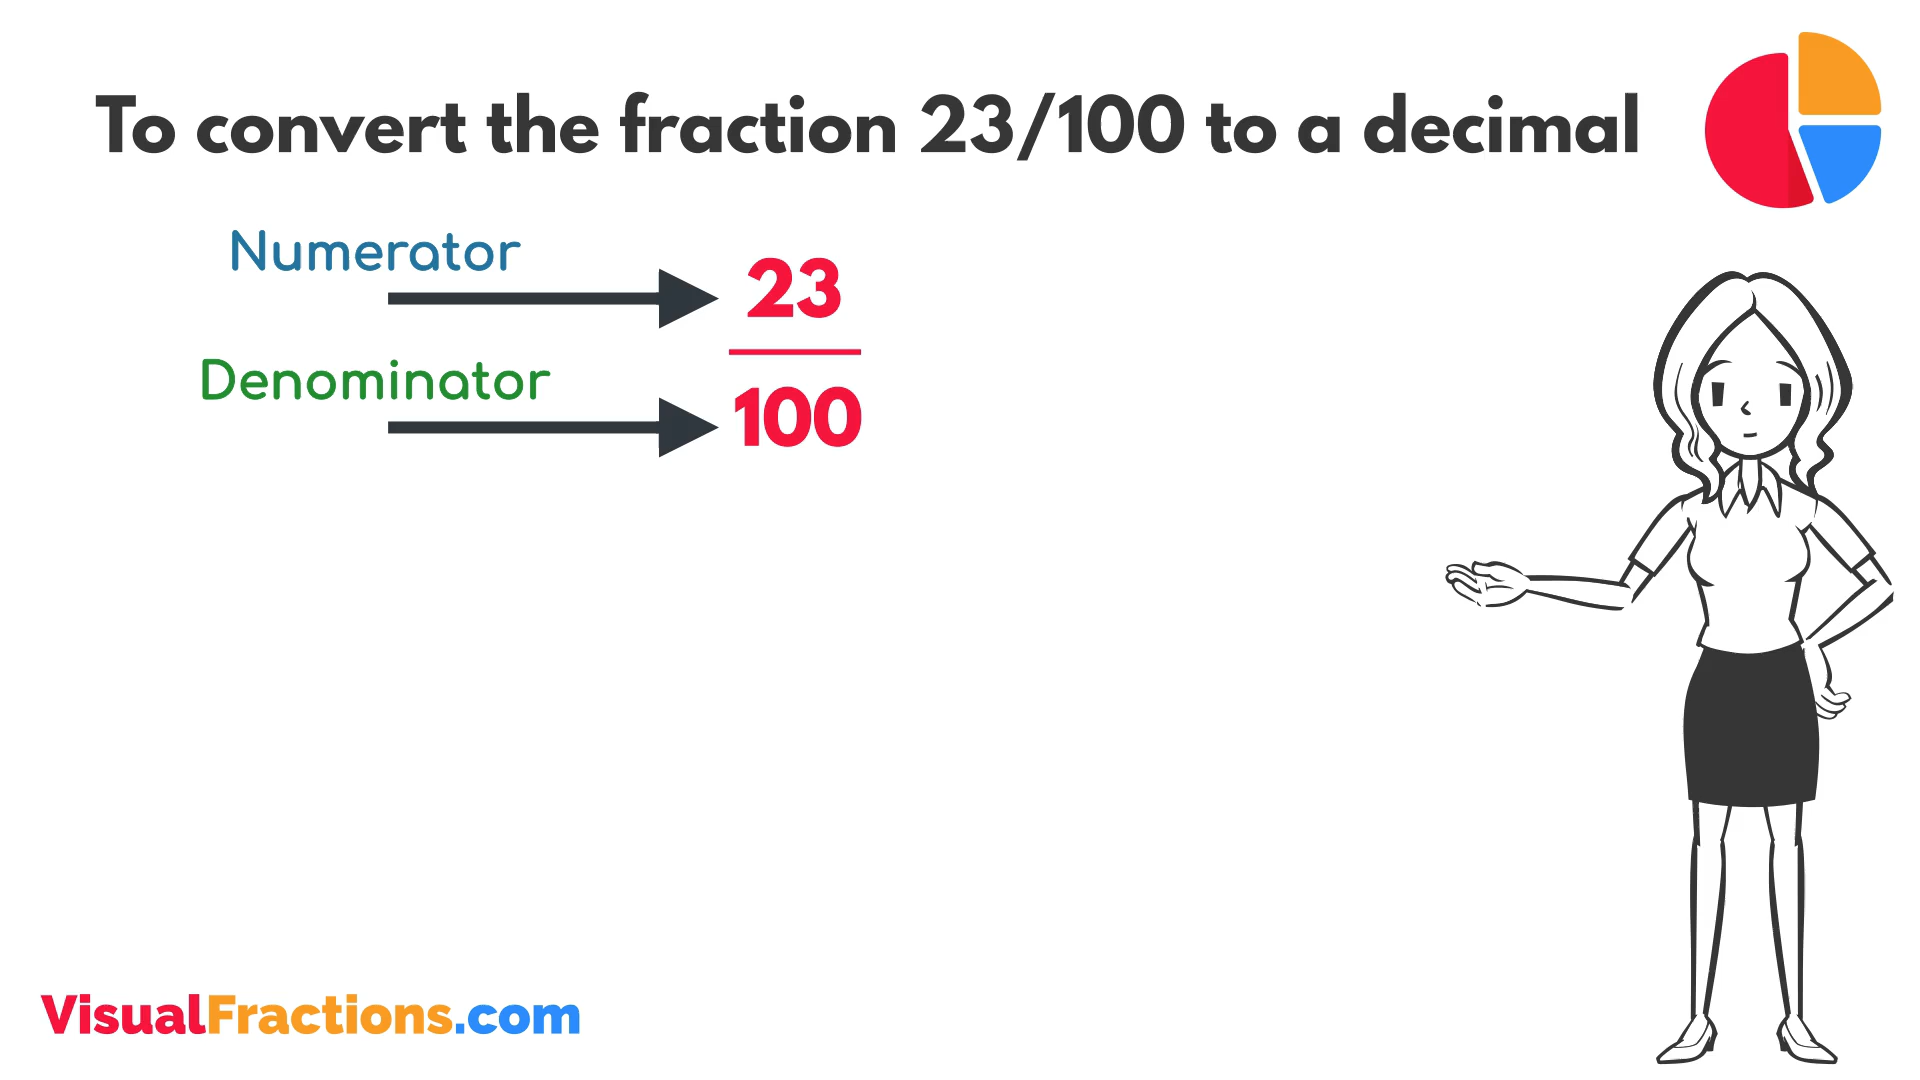 To convert the fraction 23/100 to a decimal
Numerator
23
Denominator
100
VisualFractions.com